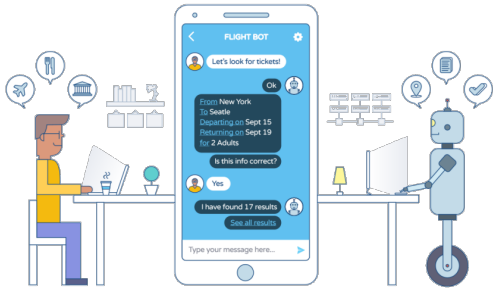 FLIGHT BOT
Let's look for tickets!
Ok
From New York
To Seatle
Departing on Sept 15
Returning on Sept 19
for 2 Adults
Is this info correct?
Yes
I have found 17 results
See all results
Type your message here...